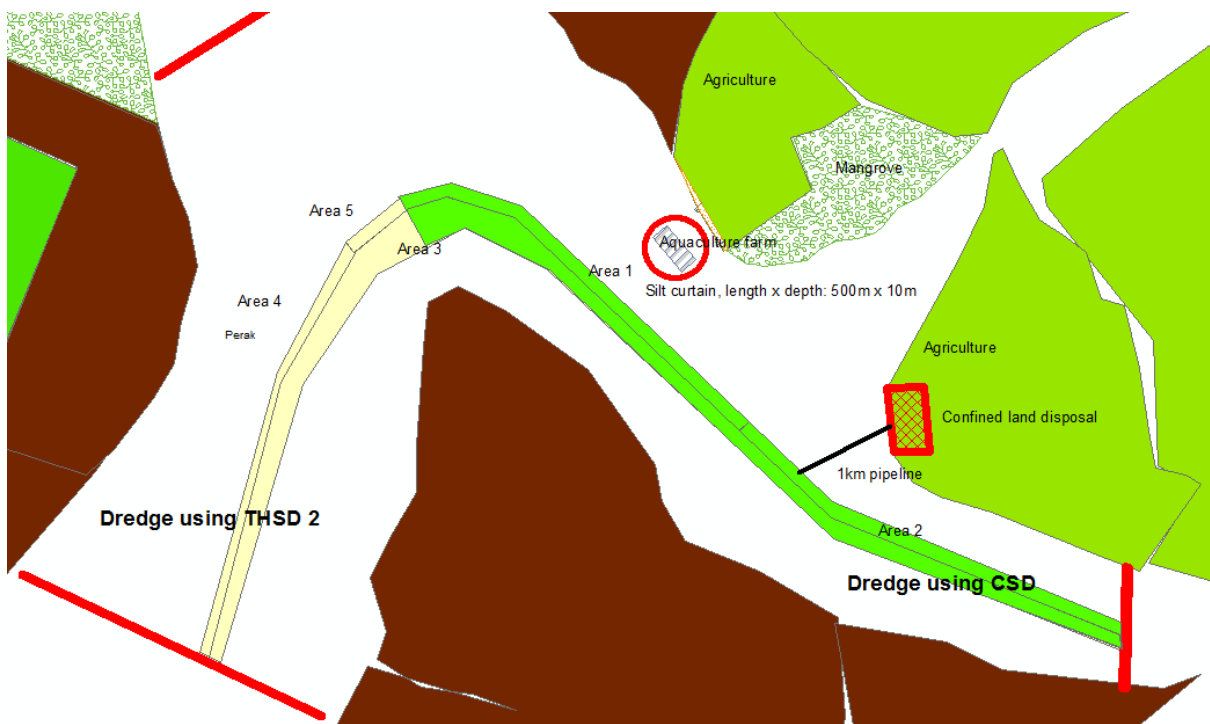 Agriculture
Mangrove
Area 5
Area 3
Aquaculture farm
Area 1
Silt curtain, length x depth: 500m x 10m
Area 4
Perak
Agriculture
Confined land disposal
1km pipeline
Dredge using THSD 2
Area 2
Dredge using CSD